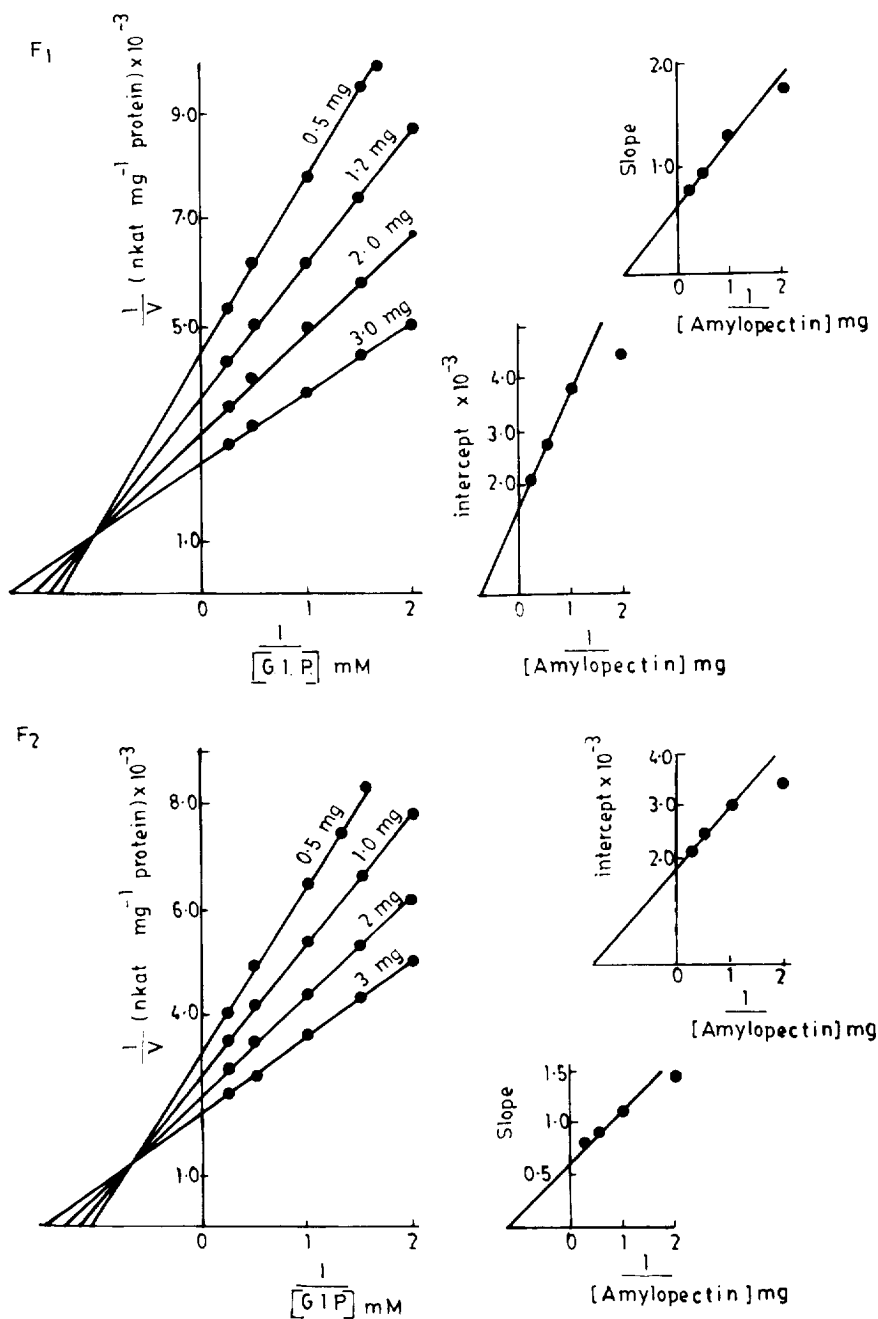 F1
1/V (nkat mg-1 protein) x 10-3
9.0
7.0
5.0
1.0
0.5 mg
1.2 mg
2.0 mg
3.0 mg
0 1 2
1
[G1.P.] mM
Slope
2.0
1.0
0 1 2
1
[Amylopectin] mg
intercept x10-3
4.0
3.0
2.0
0 1 2
1
[Amylopectin] mg
F2
1/V (nkat mg-1 protein) x 10-3
8.0
6.0
4.0
1.0
0.5 mg
1.0 mg
2 mg
3 mg
0 1 2
1
[G1P] mM
intercept x 10-3
4.0
3.0
2.0
0 1 2
1
[Amylopectin] mg
Slope
1.5
1.0
0.5
0 1 2
1
[Amylopectin] mg